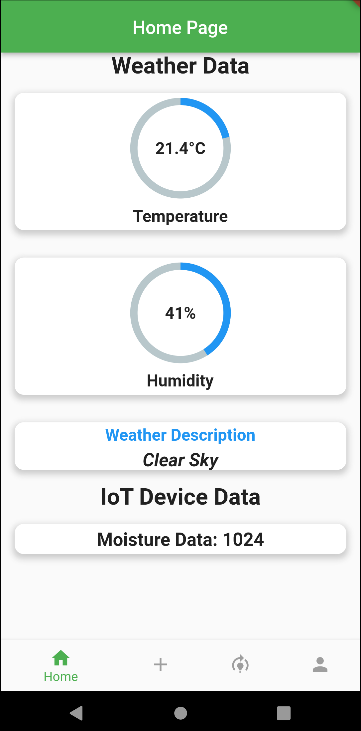 Home Page
Weather Data
21.4°C
Temperature
41%
Humidity
Weather Description
Clear Sky
IoT Device Data
Moisture Data: 1024
Home